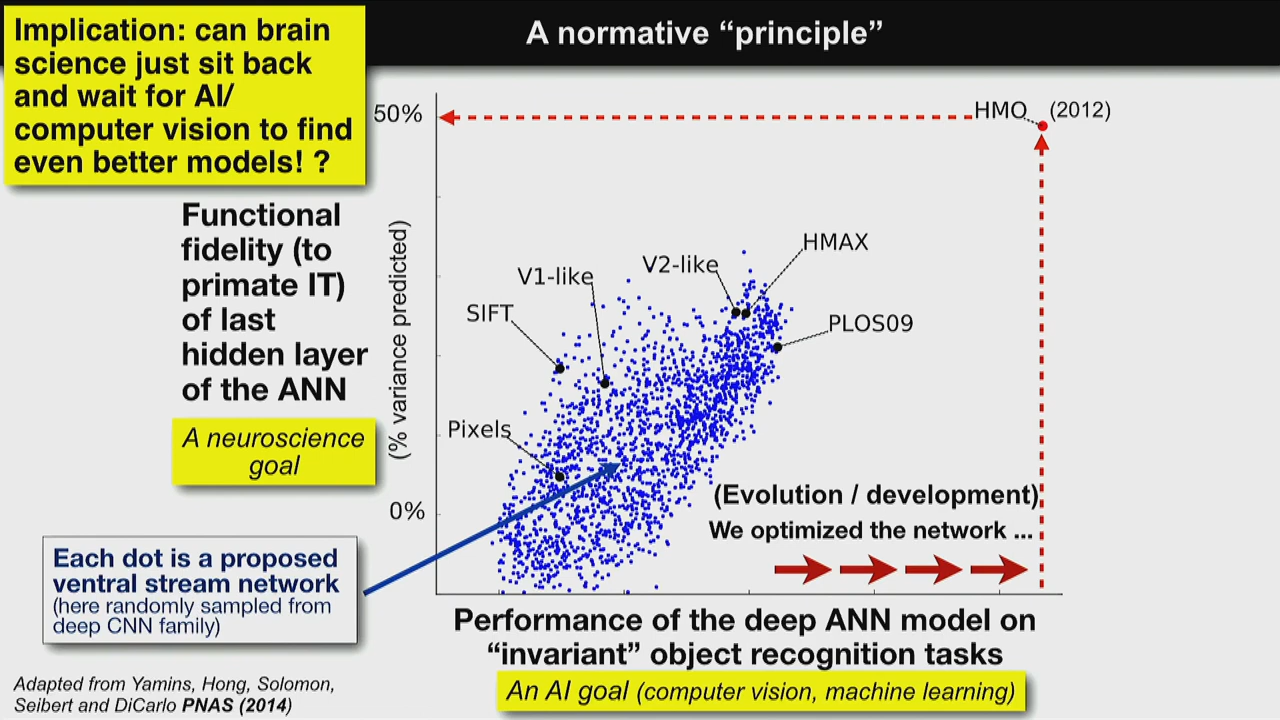 Implication: can brain
science just sit back
and wait for AI/
computer vision to find
even better models! ?
A normative “principle”
50%
HMO (2012)
Functional
fidelity (to
primate IT)
of last
hidden layer
of the ANN
(% variance predicted)
A neuroscience
goal
HMAX
V2-like
V1-like
SIFT
PLOS09
Pixels
0%
(Evolution / development)
We optimized the network ...
Each dot is a proposed
ventral stream network
(here randomly sampled from
deep CNN family)
Performance of the deep ANN model on
“invariant” object recognition tasks
An AI goal (computer vision, machine learning)
Adapted from Yamins, Hong, Solomon,
Seibert and DiCarlo PNAS (2014)